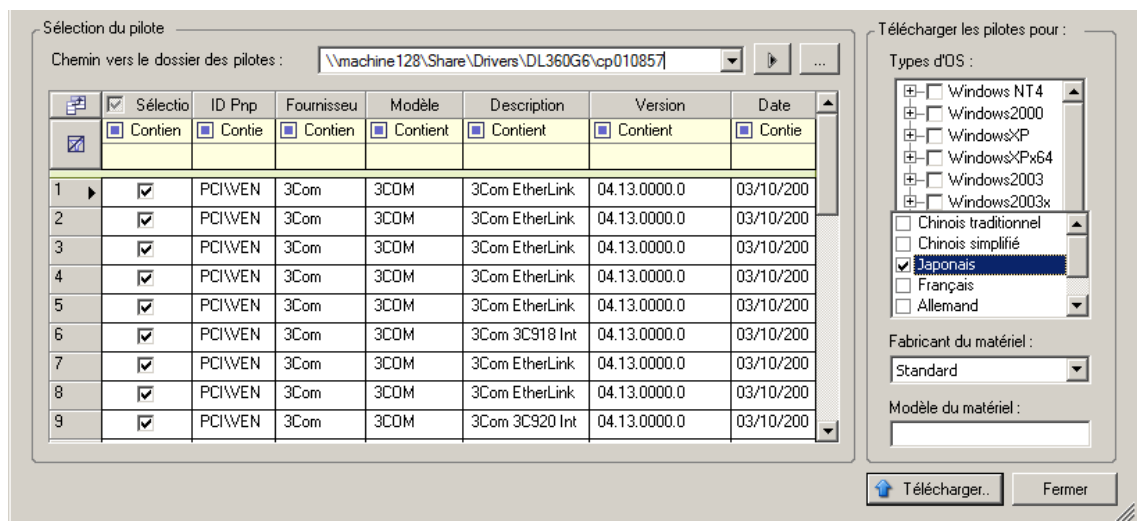 Sélection du pilote
Chemin vers le dossier des pilotes : \\machine128\Share\Drivers\DL360G6\cp010857 ...
Sélectio ID Pnp Fournisseu Modèle Description Version Date
Contien Contie Contien Contient Contient Contient Contie
1 PCI\VEN 3Com 3COM 3Com EtherLink 04.13.0000.0 03/10/200
2 PCI\VEN 3Com 3COM 3Com EtherLink 04.13.0000.0 03/10/200
3 PCI\VEN 3Com 3COM 3Com EtherLink 04.13.0000.0 03/10/200
4 PCI\VEN 3Com 3COM 3Com EtherLink 04.13.0000.0 03/10/200
5 PCI\VEN 3Com 3COM 3Com EtherLink 04.13.0000.0 03/10/200
6 PCI\VEN 3Com 3COM 3Com 3C918 Int 04.13.0000.0 03/10/200
7 PCI\VEN 3Com 3COM 3Com EtherLink 04.13.0000.0 03/10/200
8 PCI\VEN 3Com 3COM 3Com EtherLink 04.13.0000.0 03/10/200
9 PCI\VEN 3Com 3COM 3Com 3C920 Int 04.13.0000.0 03/10/200
Télécharger les pilotes pour :
Types d'OS :
Windows NT4
Windows2000
WindowsXP
WindowsXPx64
Windows2003
Windows2003x
Chinois traditionnel
Chinois simplifié
Japonais
Français
Allemand
Fabricant du matériel :
Standard
Modèle du matériel :
Télécharger.. Fermer